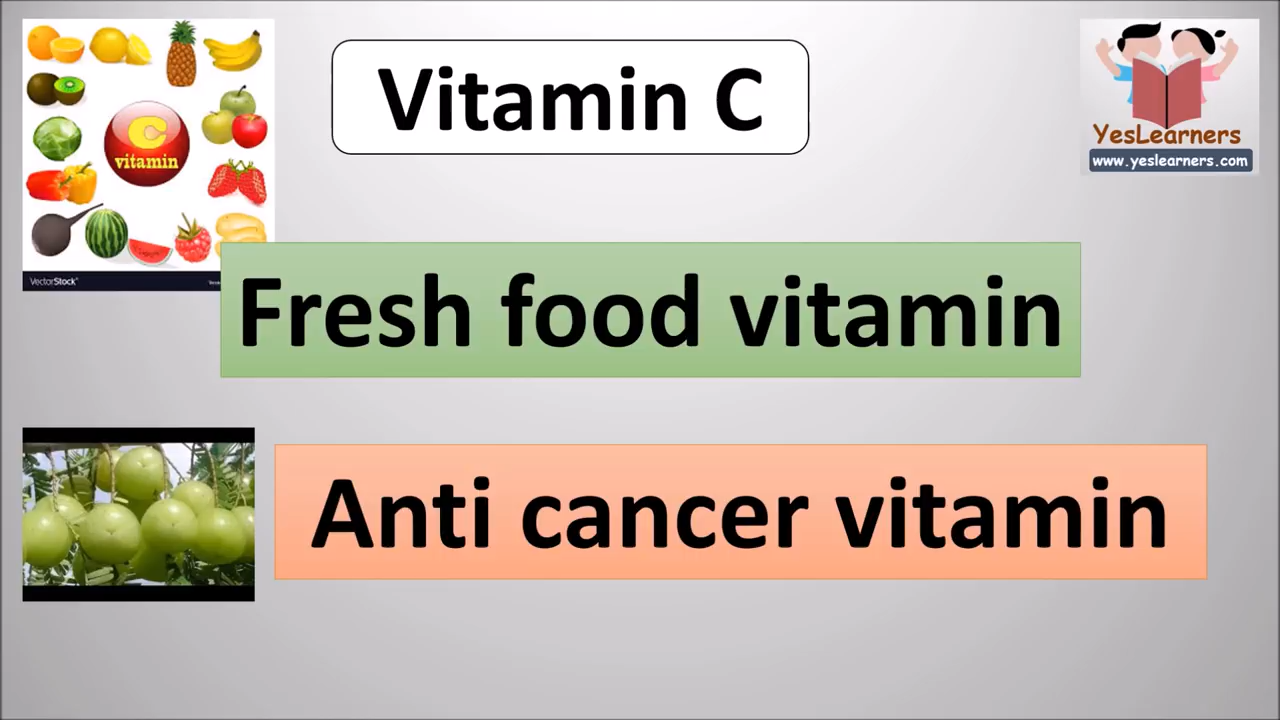 Vitamin C
C
vitamin
VectorStock®
YesLearners
www.yeslearners.com
Fresh food vitamin
Anti cancer vitamin